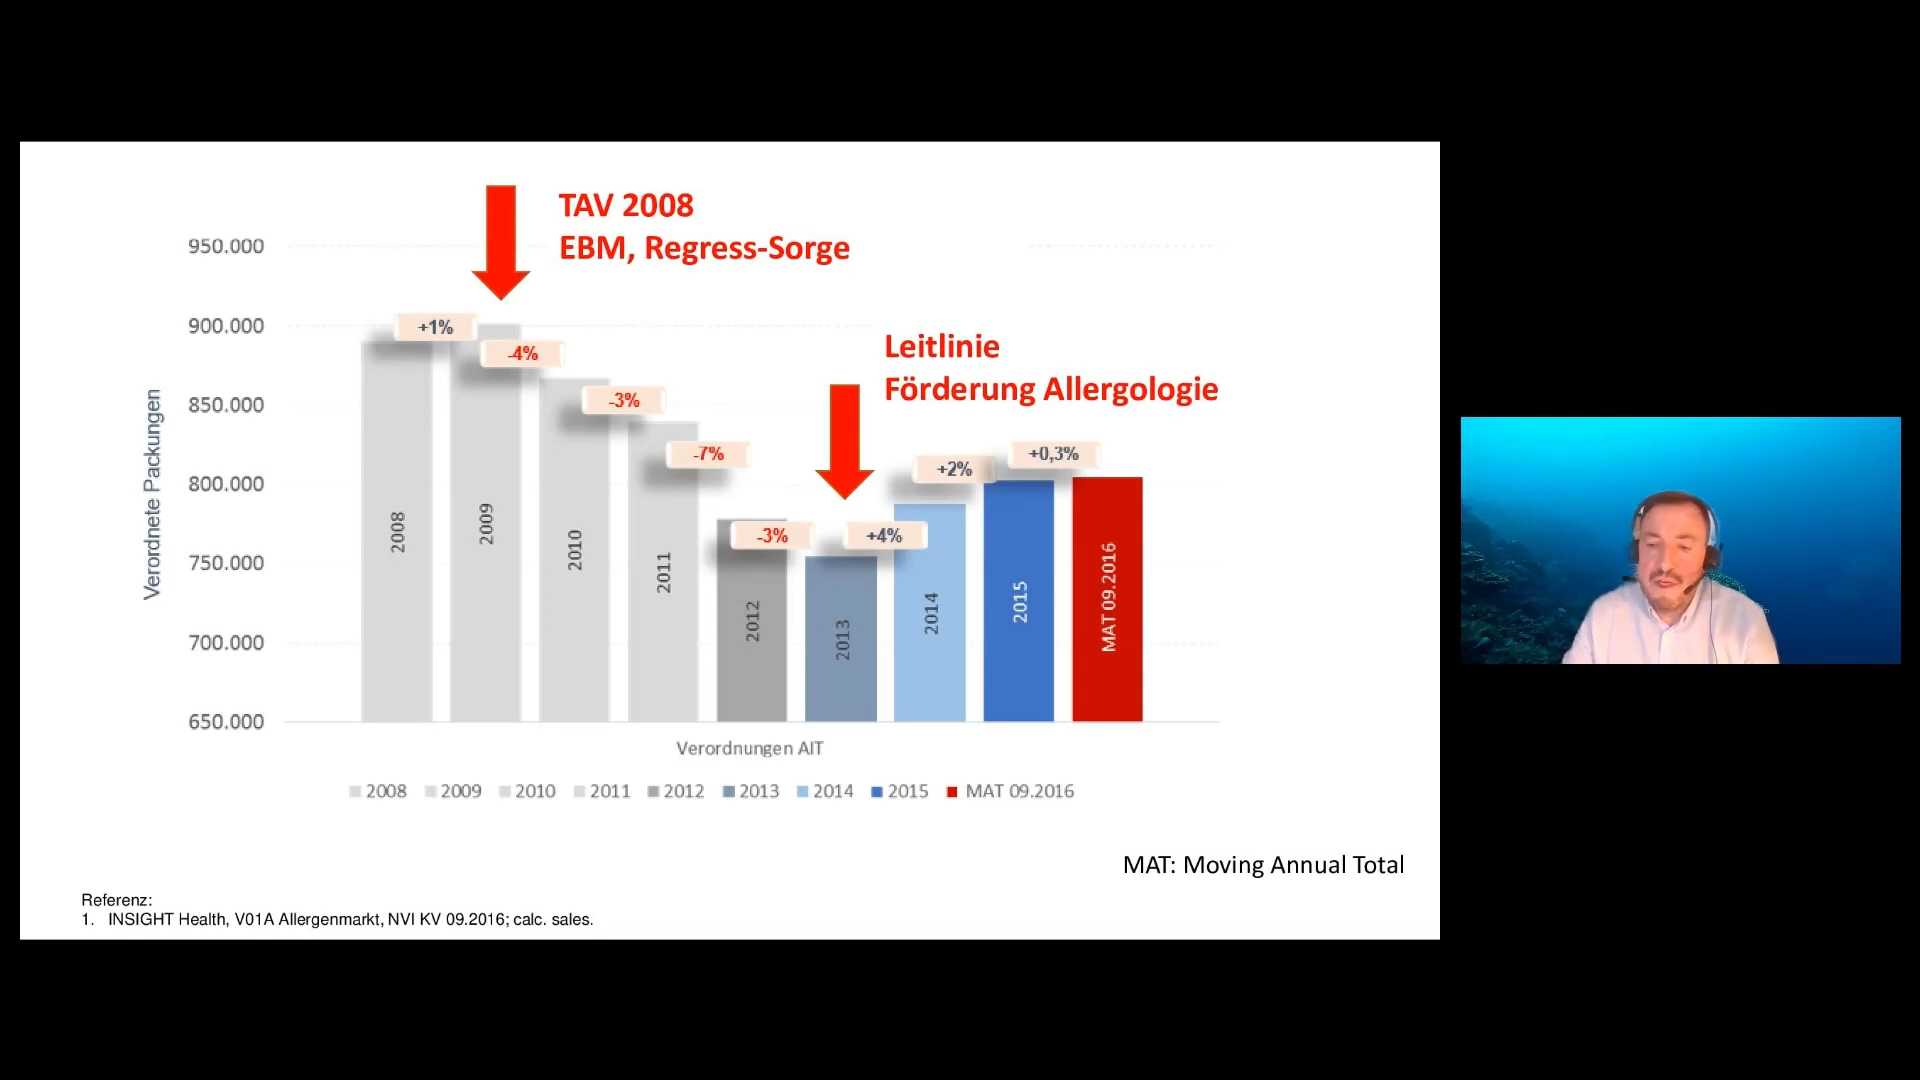 TAV 2008
EBM, Regress-Sorge
Leitlinie
Förderung Allergologie
Verordnete Packungen
950.000
900.000
850.000
800.000
750.000
700.000
650.000
+1%
-4%
-3%
-7%
-3%
+4%
+2%
+0,3%
2008
2009
2010
2011
2012
2013
2014
2015
MAT 09.2016
Verordnungen AIT
2008 2009 2010 2011 2012 2013 2014 2015 MAT 09.2016
MAT: Moving Annual Total
Referenz:
1. INSIGHT Health, V01A Allergenmarkt, NVI KV 09.2016; calc. sales.